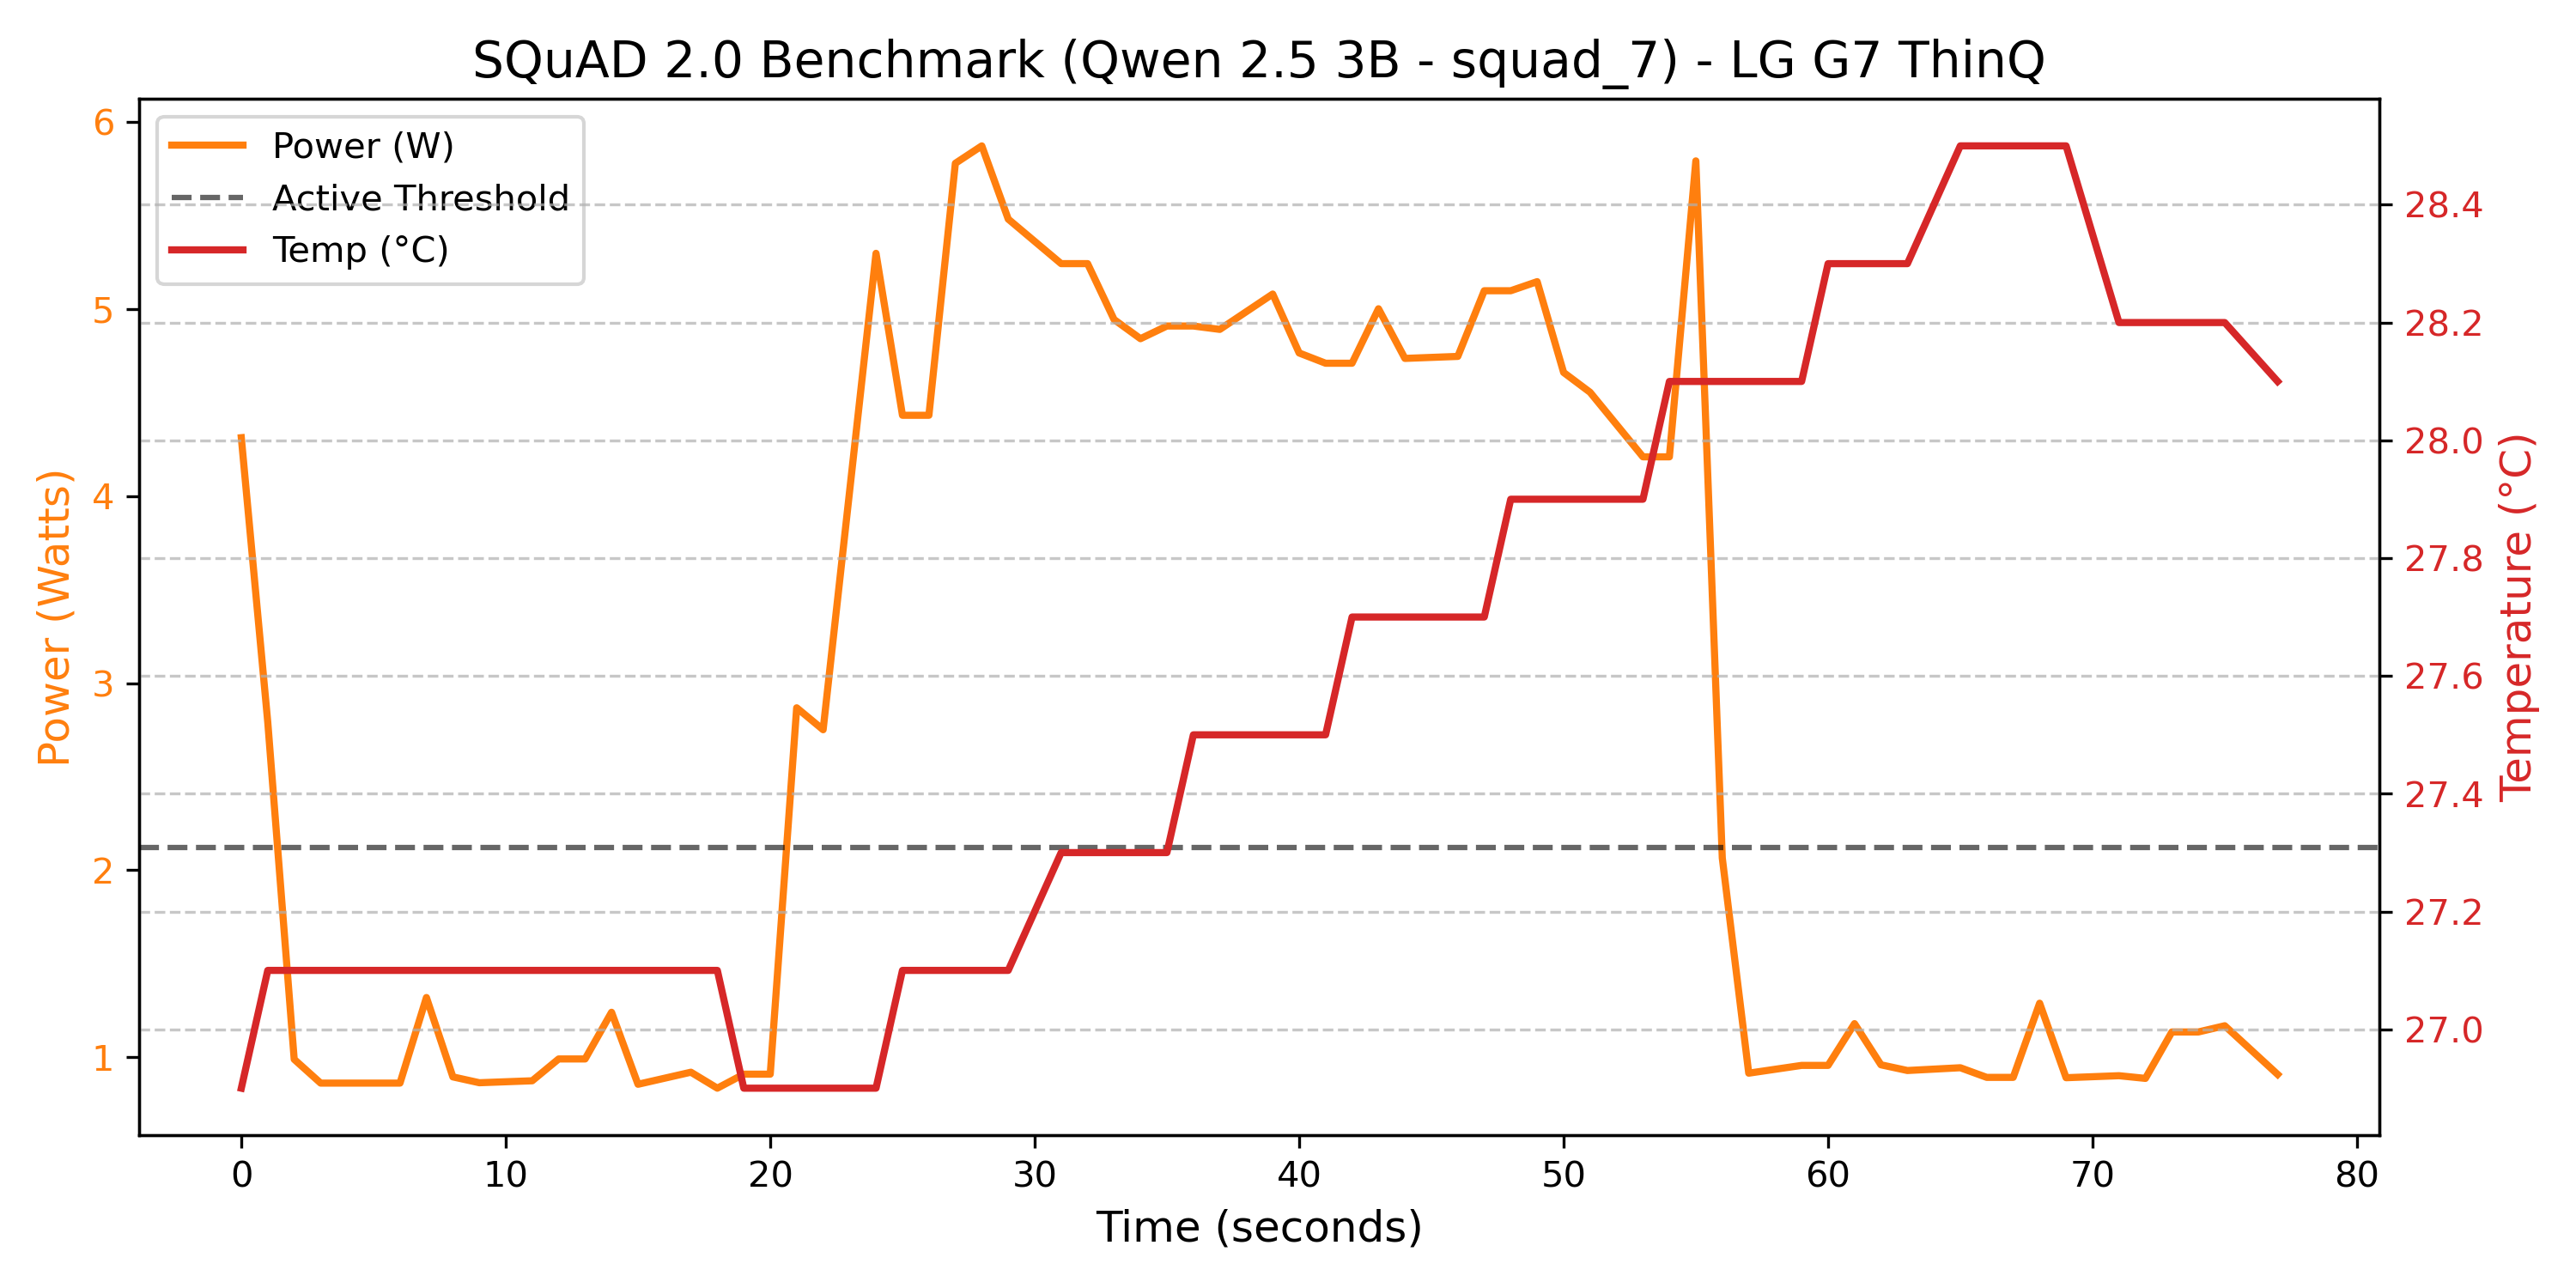 SQuAD 2.0 Benchmark (Qwen 2.5 3B - squad_7) - LG G7 ThinQ
Power (W)
Active Threshold
Temp (°C)
Power (Watts)
6
5
4
3
2
1
28.4
28.2
28.0
27.8
27.6
27.4
27.2
27.0
Temperature (°C)
0 10 20 30 40 50 60 70 80
Time (seconds)